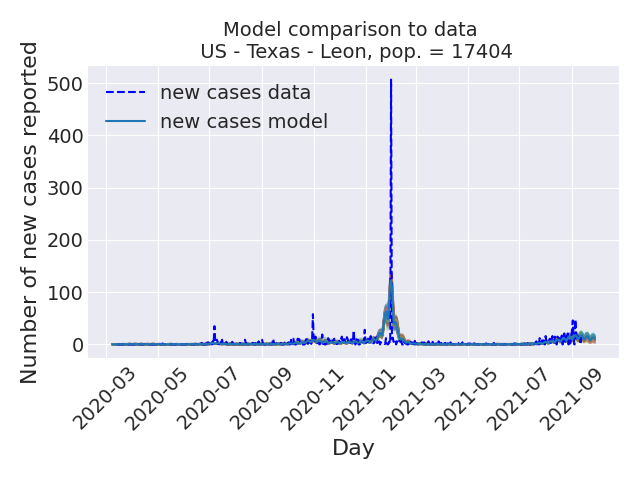 Model comparison to data
US - Texas - Leon, pop. = 17404
Number of new cases reported
500
400
300
200
100
0
new cases data
new cases model
2020-03
2020-05
2020-07
2020-09
2020-11
2021-01
2021-03
2021-05
2021-07
2021-09
Day